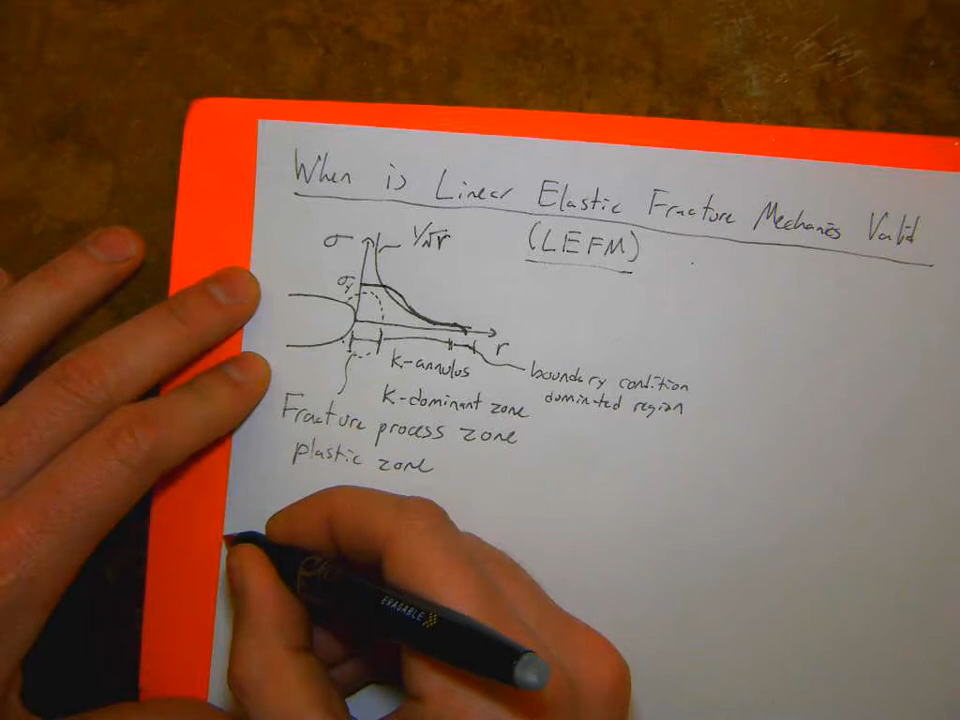 When is Linear Elastic Fracture Mechanics Valid
(LEFM)
σ
1/√r
σy
r
K-annulus
K-dominant zone
boundary condition
dominated region
Fracture process zone
plastic zone
ERASABLE